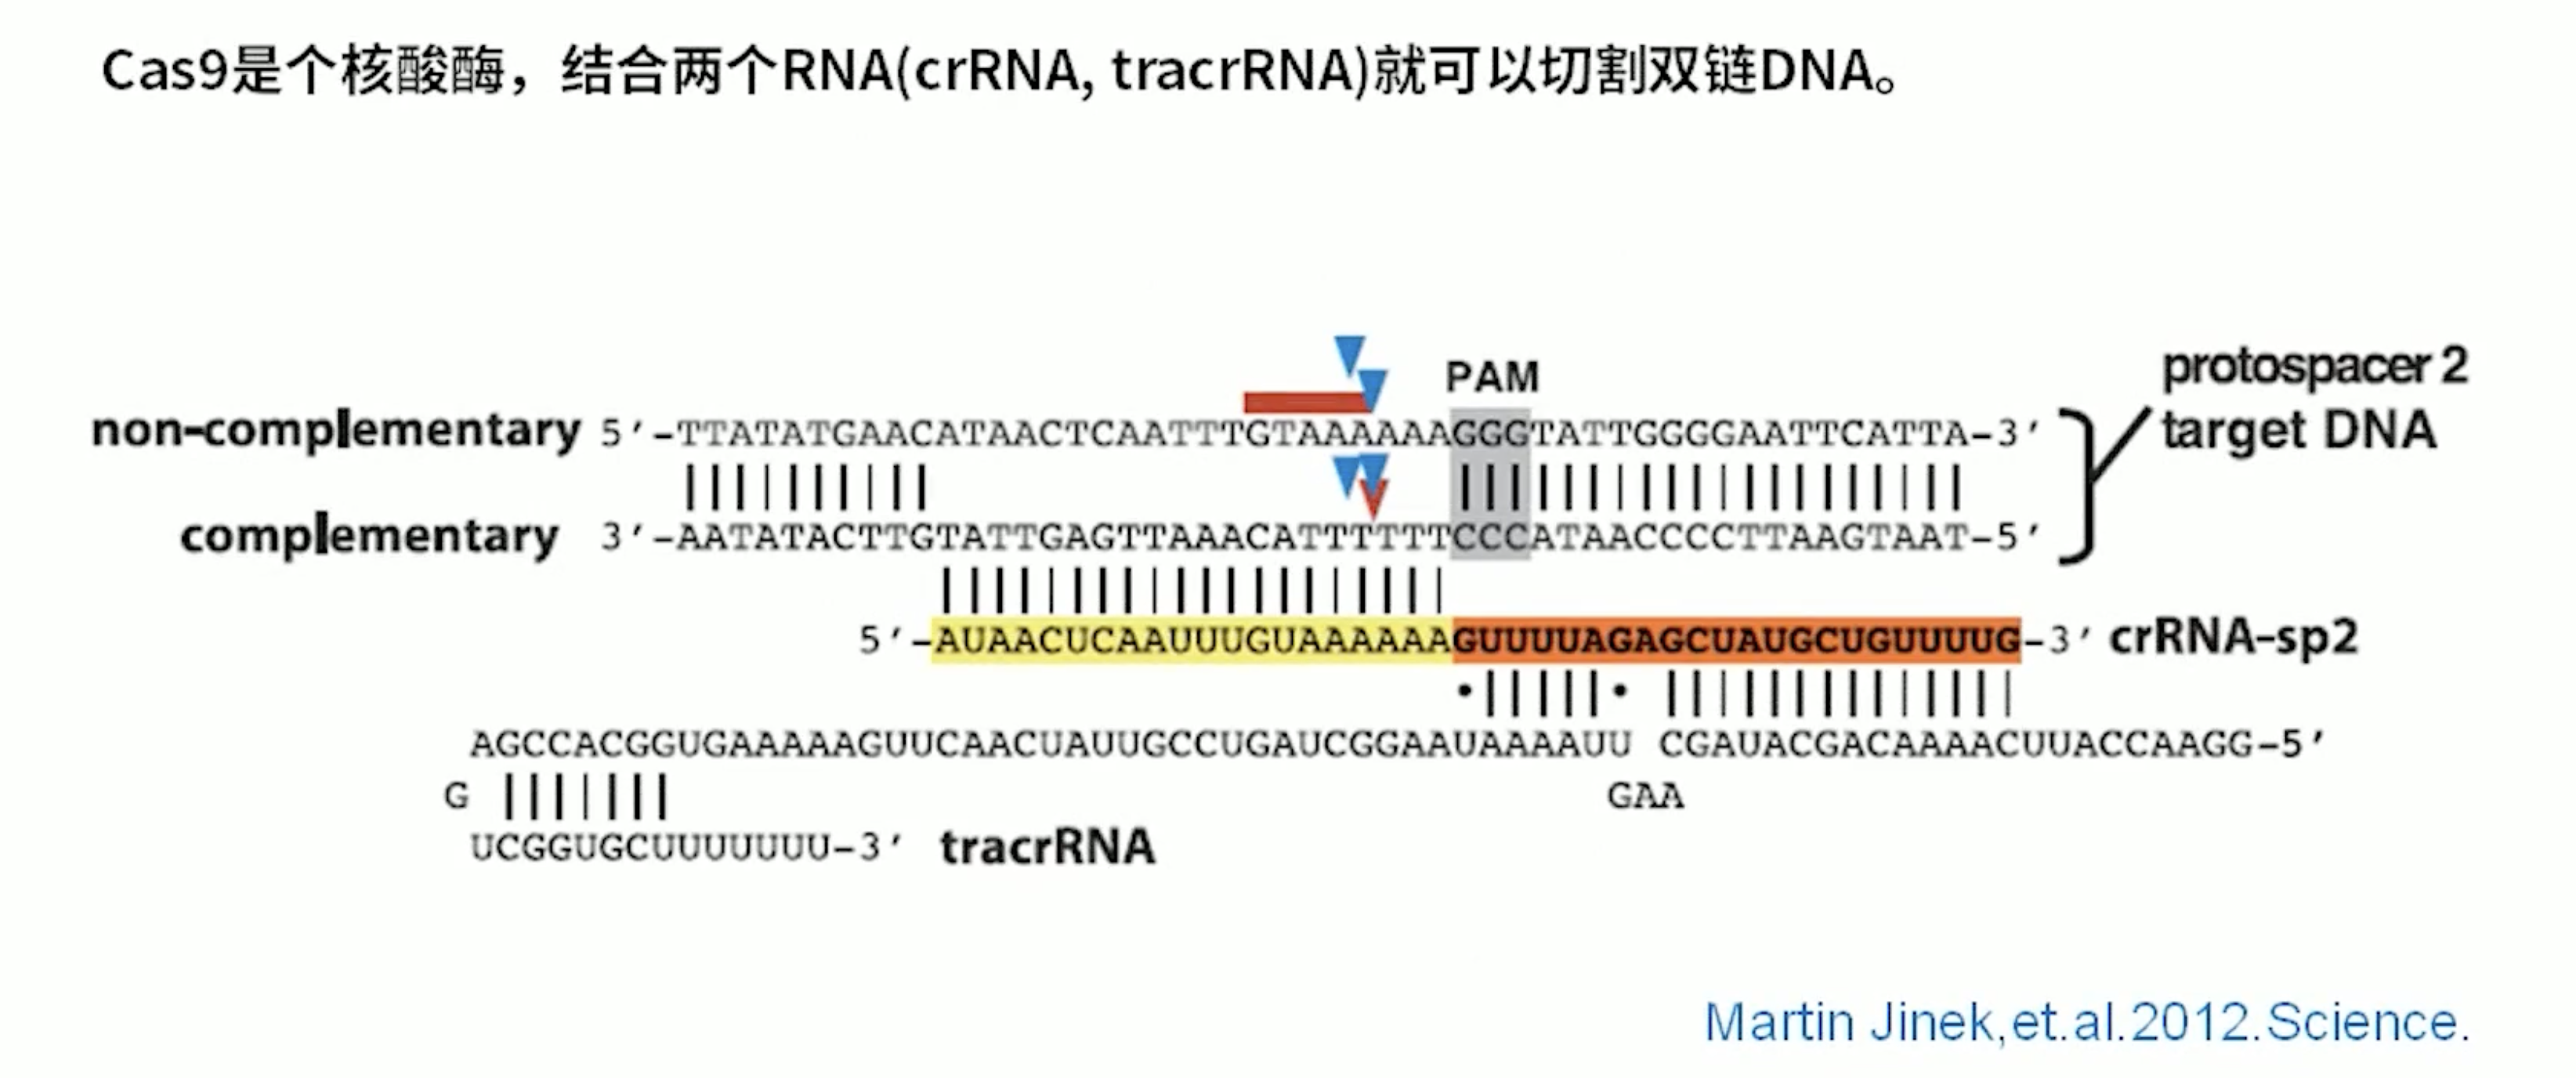 Cas9是个核酸酶，结合两个RNA(crRNA, tracrRNA)就可以切割双链DNA。
PAM
protospacer 2
target DNA
non-complementary 5′-TTATATGAACATAACTCAATTTGTAAAAAAAGGGTATTGGGGAATTCATTA-3′
complementary 3′-AATATACTTGTATTGAGTTAAACATTTTTTTCCCATAACCCCTTAAGTAAT-5′
5′-AUAACUCAAUUUGUAAAAAAAGUUUUAGAGCUAUGCUGUUUUG-3′ crRNA-sp2
AGCCACGGUGAAAAAGUUCAACUAUUGCCUGAUCGGAAUAAAAUU CGAUACGACAAAACUUACCAAGG-5′
G GAA
UCGGUGCUUUUUUU-3′ tracrRNA
Martin Jinek,et.al.2012.Science.